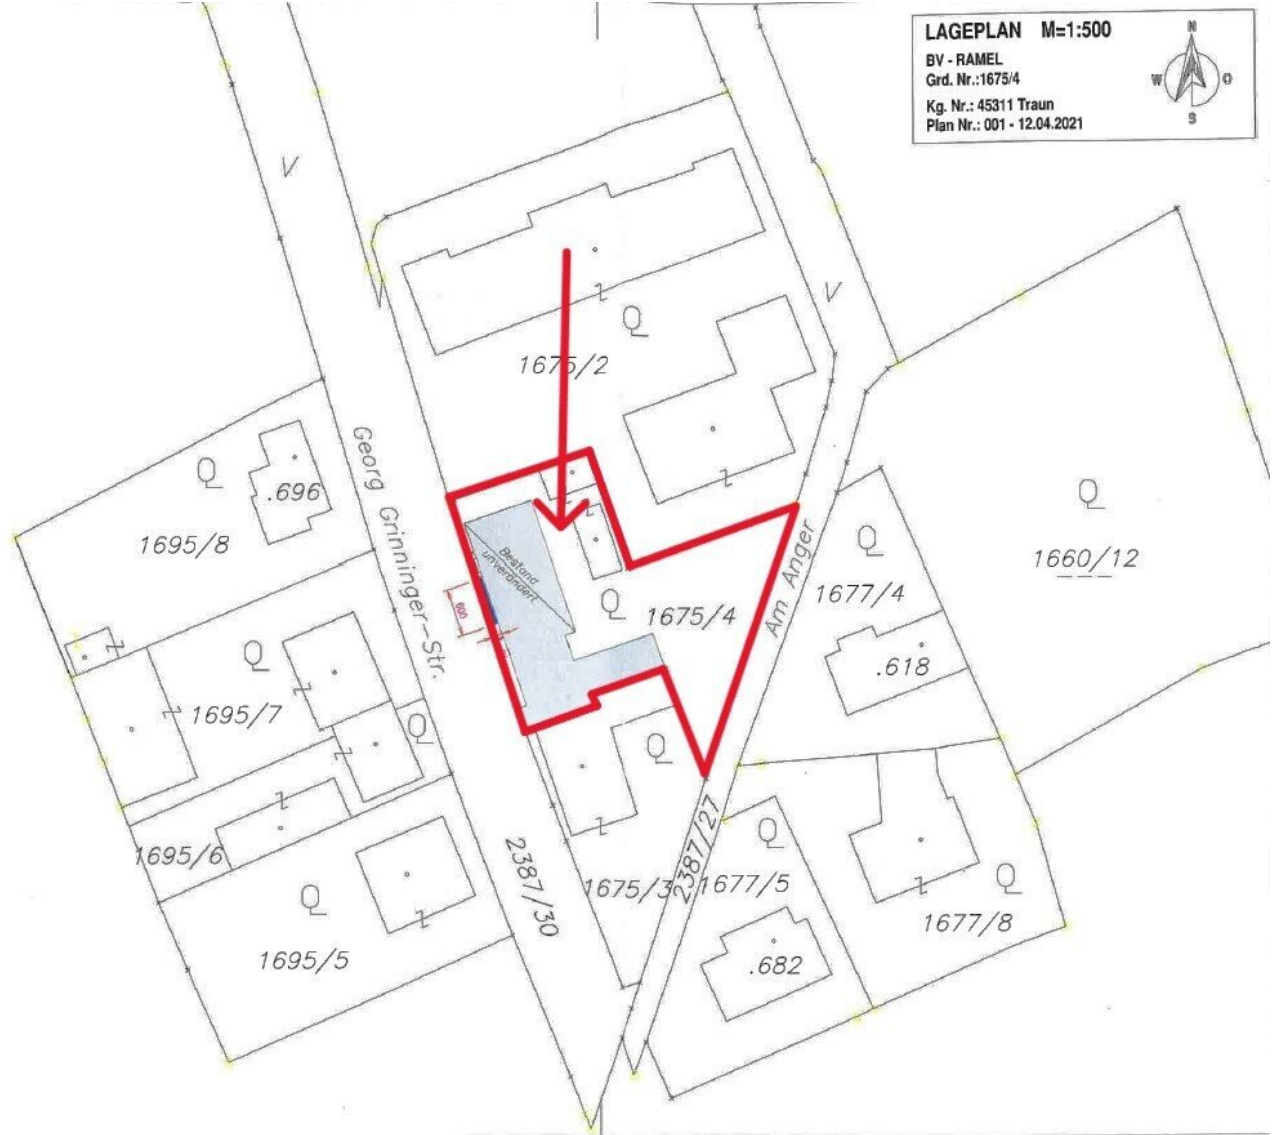 LAGEPLAN M=1:500
BV - RAMEL
Grd. Nr.:1675/4
Kg. Nr.: 45311 Traun
Plan Nr.: 001 - 12.04.2021
N
W
O
S
V
V
1675/2
Georg Grinninger-Str.
.696
1695/8
Bestand
unverändert
600
1675/4
Am Anger
1677/4
1660/12
.618
1695/7
1695/6
2387/30
1675/3
2387/27
1677/5
1677/8
1695/5
.682